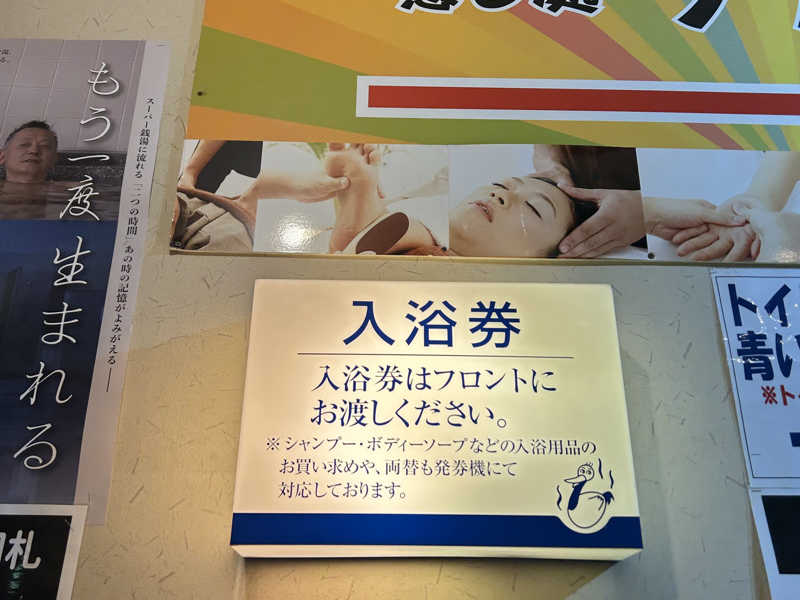 もう一度生まれる
スーパー銭湯に流れる「二つの時間」あの時の記憶がよみがえる――
入浴券
入浴券はフロントに
お渡しください。
※シャンプー・ボディーソープなどの入浴用品の
お買い求めや、両替も発券機にて
対応しております。
トイ
青い
※ト
札